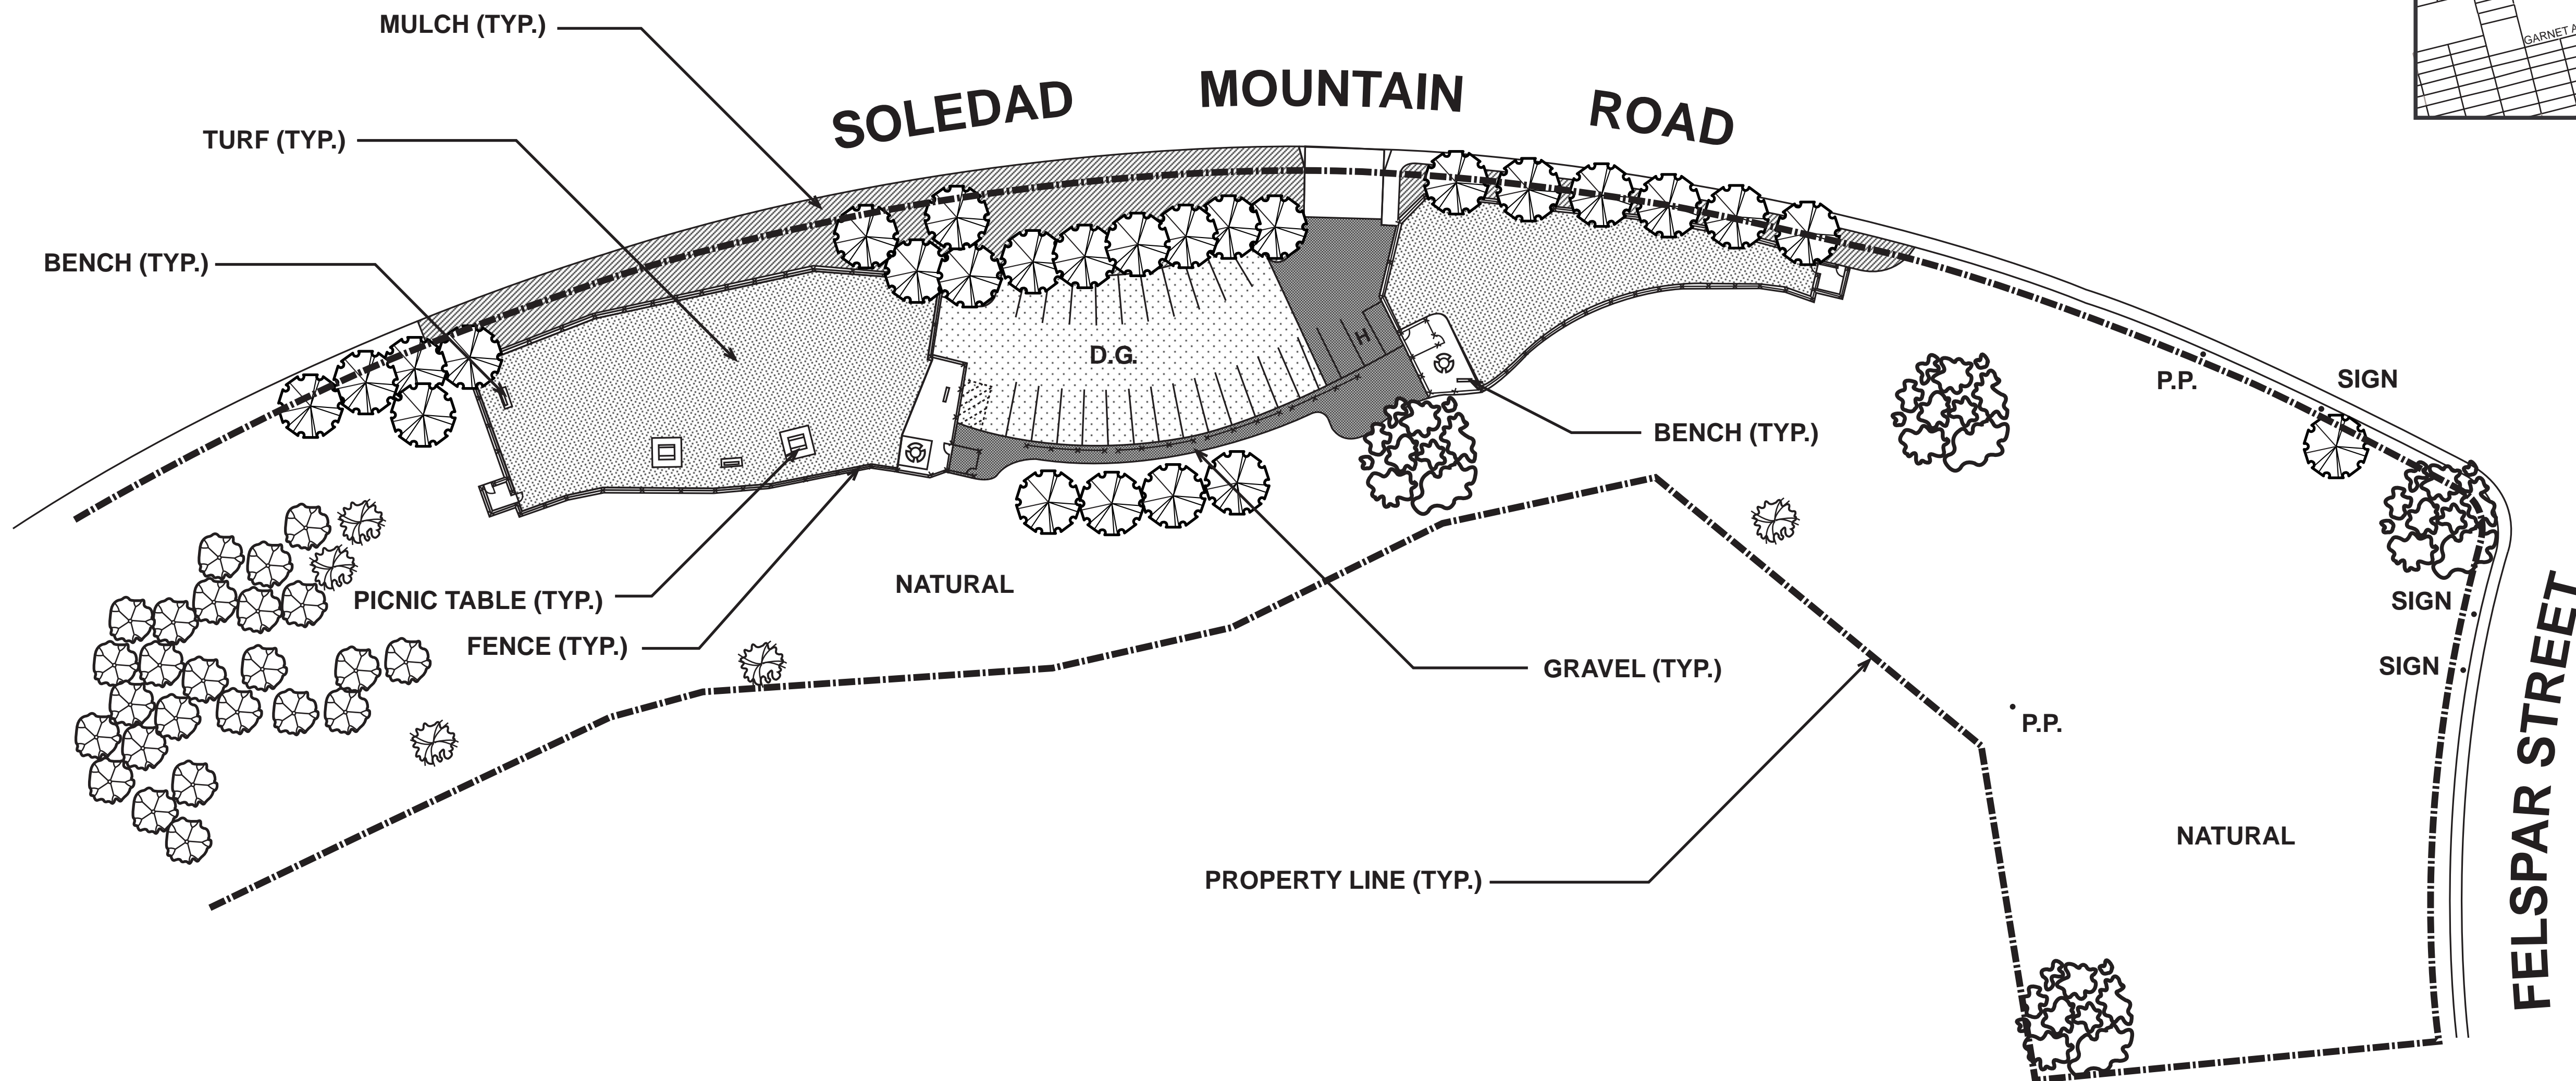 MULCH (TYP.)
GARNET A
SOLEDAD MOUNTAIN ROAD
TURF (TYP.)
BENCH (TYP.)
D.G.
H
P.P.
SIGN
BENCH (TYP.)
NATURAL
PICNIC TABLE (TYP.)
SIGN
FENCE (TYP.)
GRAVEL (TYP.)
SIGN
FELSPAR STREET
P.P.
NATURAL
PROPERTY LINE (TYP.)